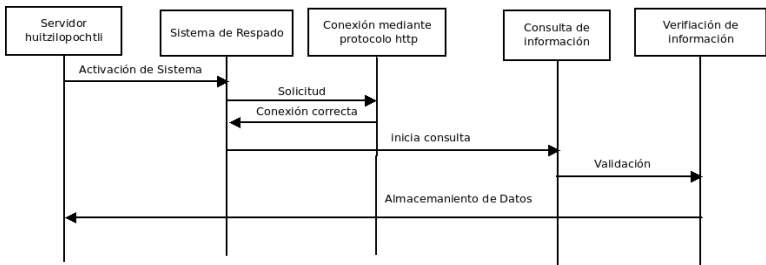 Servidor
huitzilopochtli
Sistema de Respado
Conexión mediante
protocolo http
Consulta de
información
Verfiación de
información
Activación de Sistema
Solicitud
Conexión correcta
inicia consulta
Validación
Almacemaniento de Datos